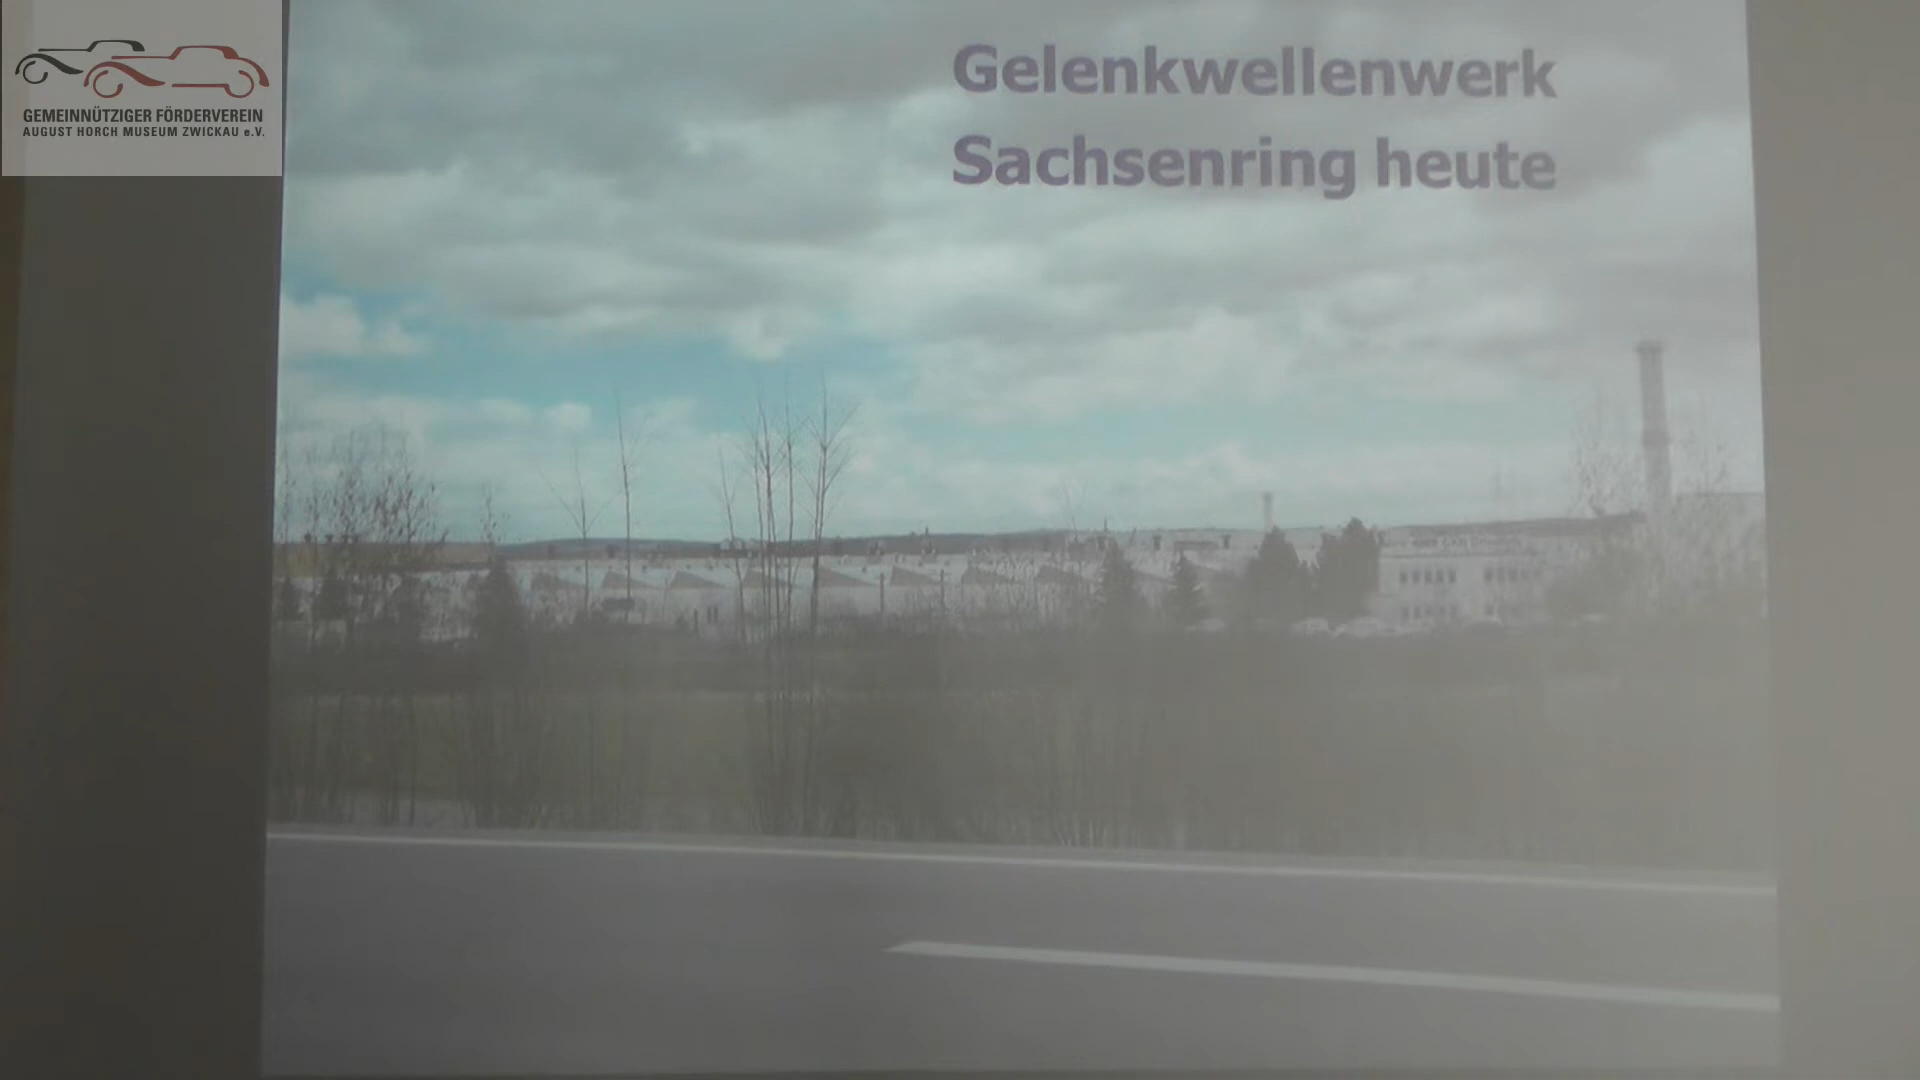 GEMEINNÜTZIGER FÖRDERVEREIN
AUGUST HORCH MUSEUM ZWICKAU e.V.
Gelenkwellenwerk
Sachsenring heute